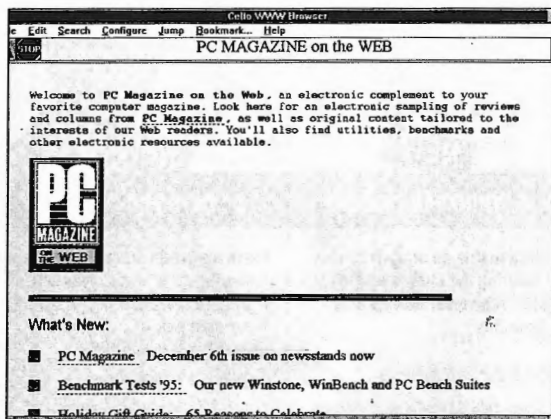 Cello WWW Browser
e Edit Search Configure Jump Bookmark... Help
STOP
PC MAGAZINE on the WEB
Welcome to PC Magazine on the Web, an electronic complement to your
favorite computer magazine. Look here for an electronic sampling of reviews
and columns from PC Magazine, as well as original content tailored to the
interests of our Web readers. You'll also find utilities, benchmarks and
other electronic resources available.
PC
MAGAZINE
ON THE WEB
What's New:
PC Magazine December 6th issue on newsstands now
Benchmark Tests '95: Our new Winstone, WinBench and PC Bench Suites
Holiday Gift Guide: 65 Reasons to Celebrate